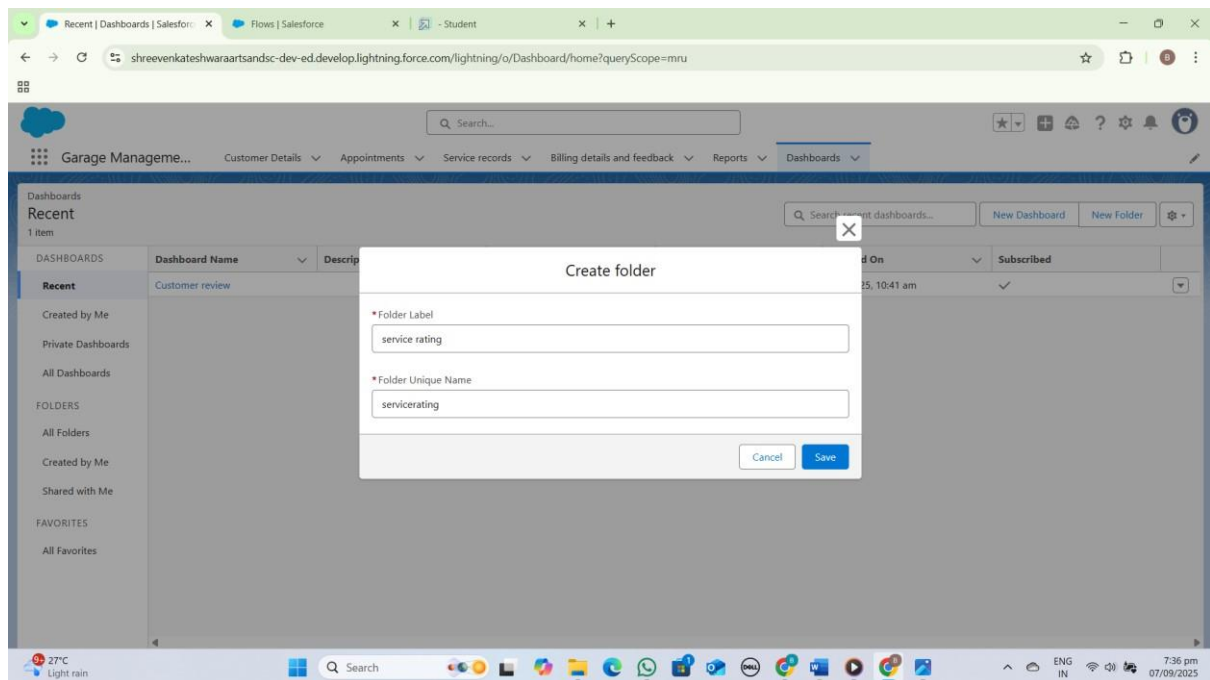 Recent | Dashboards | Salesforc
Flows | Salesforce
- Student
shreevenkateshwaraartsandsc-dev-ed.develop.lightning.force.com/lightning/o/Dashboard/home?queryScope=mru
B
Search...
Garage Manageme...
Customer Details
Appointments
Service records
Billing details and feedback
Reports
Dashboards
Dashboards
Recent
1 item
Search recent dashboards...
New Dashboard
New Folder
DASHBOARDS
Dashboard Name
Descrip
d On
Subscribed
Recent
Customer review
25, 10:41 am
Created by Me
Private Dashboards
All Dashboards
FOLDERS
All Folders
Created by Me
Shared with Me
FAVORITES
All Favorites
Create folder
*Folder Label
service rating
*Folder Unique Name
servicerating
Cancel
Save
27°C
Light rain
Search
DELL
ENG
IN
7:36 pm
07/09/2025